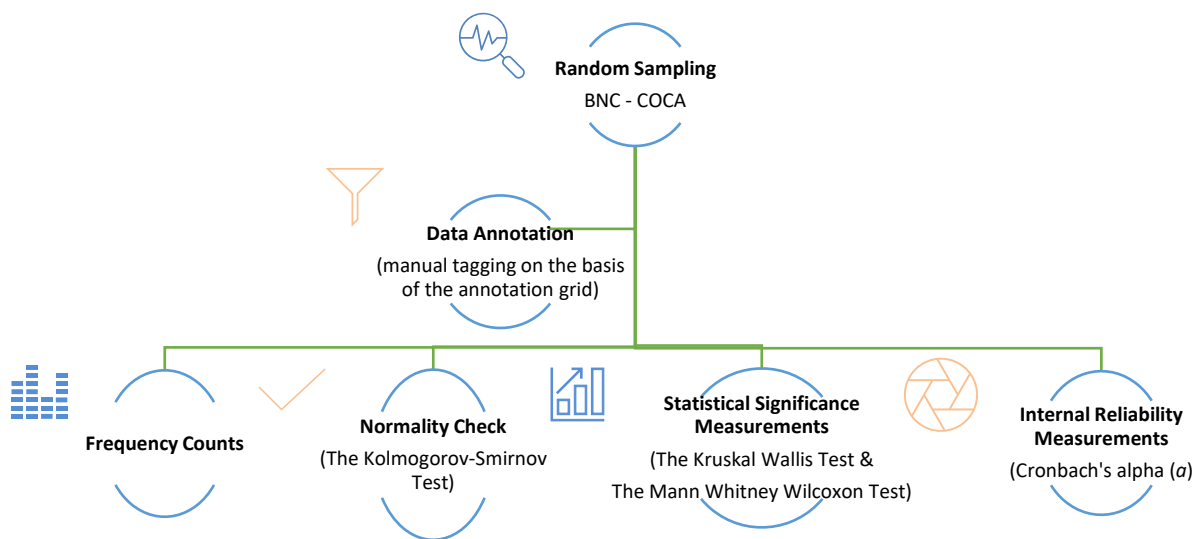 Random Sampling
BNC - COCA
Data Annotation
(manual tagging on the basis
of the annotation grid)
Frequency Counts
Normality Check
(The Kolmogorov-Smirnov
Test)
Statistical Significance
Measurements
(The Kruskal Wallis Test &
The Mann Whitney Wilcoxon Test)
Internal Reliability
Measurements
(Cronbach's alpha (α)